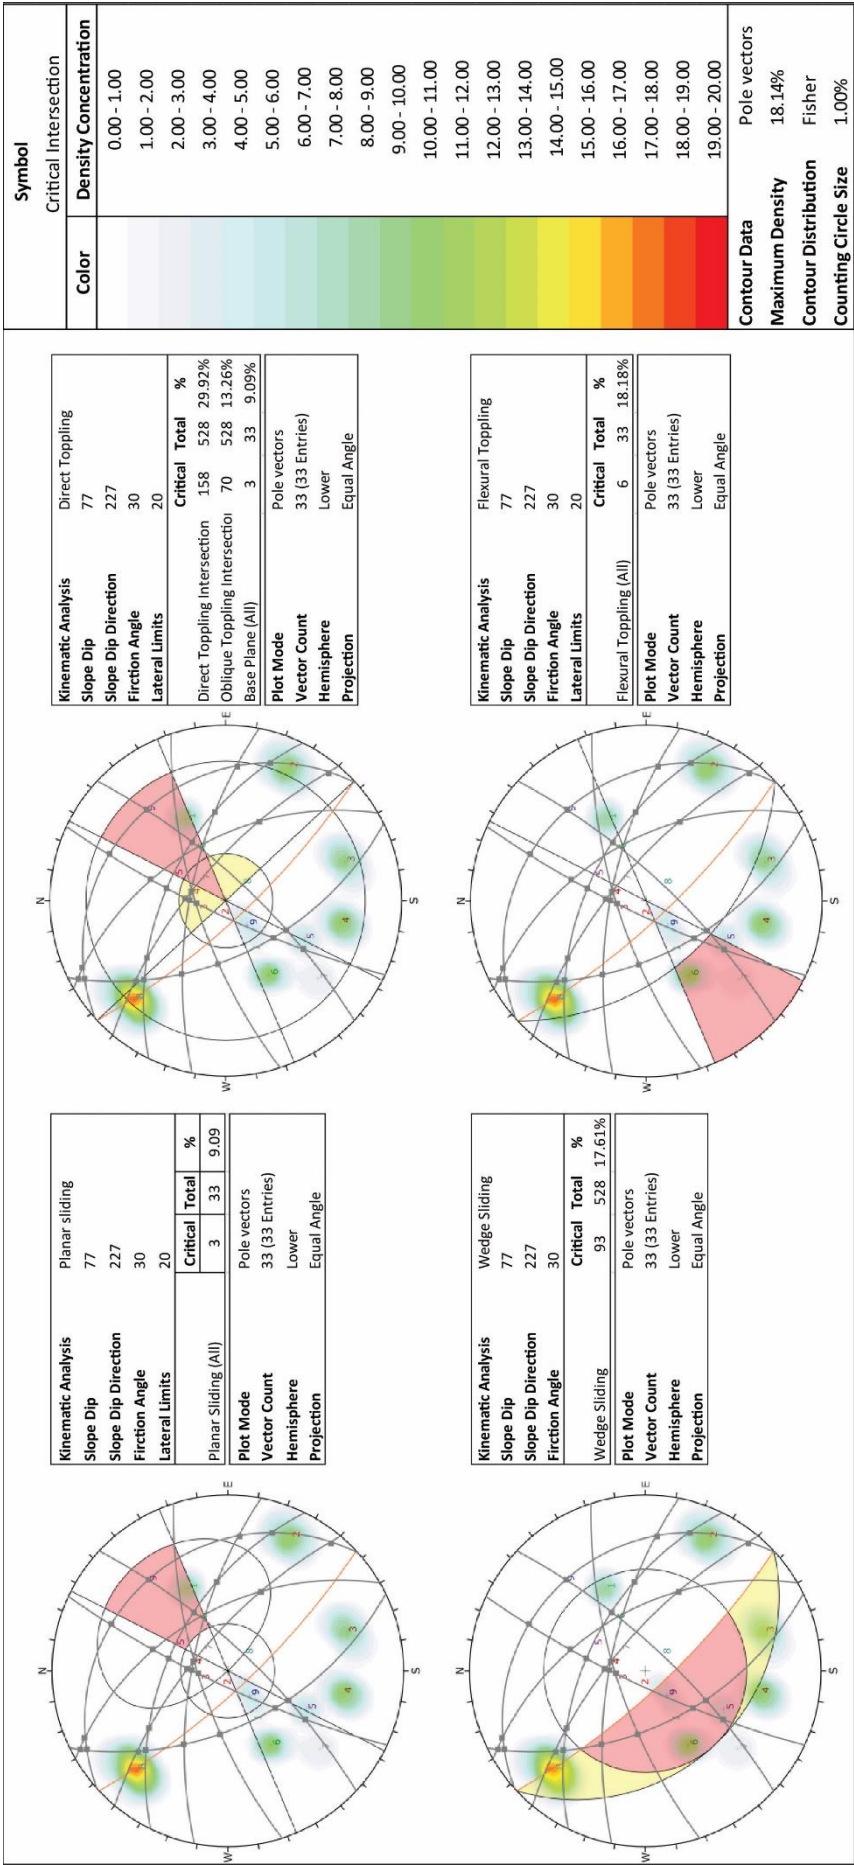 N
E
S
W
Kinematic Analysis Planar sliding
Slope Dip 77
Slope Dip Direction 227
Firction Angle 30
Lateral Limits 20
Critical Total %
Planar Sliding (All) 3 33 9.09
Plot Mode Pole vectors
Vector Count 33 (33 Entries)
Hemisphere Lower
Projection Equal Angle
N
E
S
W
Kinematic Analysis Direct Toppling
Slope Dip 77
Slope Dip Direction 227
Firction Angle 30
Lateral Limits 20
Critical Total %
Direct Toppling Intersection 158 528 29.92%
Oblique Toppling Intersectio 70 528 13.26%
Base Plane (All) 3 33 9.09%
Plot Mode Pole vectors
Vector Count 33 (33 Entries)
Hemisphere Lower
Projection Equal Angle
E
S
W
Kinematic Analysis Wedge Sliding
Slope Dip 77
Slope Dip Direction 227
Firction Angle 30
Critical Total %
Wedge Sliding 93 528 17.61%
Plot Mode Pole vectors
Vector Count 33 (33 Entries)
Hemisphere Lower
Projection Equal Angle
N
E
S
W
Kinematic Analysis Flexural Toppling
Slope Dip 77
Slope Dip Direction 227
Firction Angle 30
Lateral Limits 20
Critical Total %
Flexural Toppling (All) 6 33 18.18%
Plot Mode Pole vectors
Vector Count 33 (33 Entries)
Hemisphere Lower
Projection Equal Angle
Symbol
Critical Intersection
Color Density Concentration
0.00 - 1.00
1.00 - 2.00
2.00 - 3.00
3.00 - 4.00
4.00 - 5.00
5.00 - 6.00
6.00 - 7.00
7.00 - 8.00
8.00 - 9.00
9.00 - 10.00
10.00 - 11.00
11.00 - 12.00
12.00 - 13.00
13.00 - 14.00
14.00 - 15.00
15.00 - 16.00
16.00 - 17.00
17.00 - 18.00
18.00 - 19.00
19.00 - 20.00
Contour Data Pole vectors
Maximum Density 18.14%
Contour Distribution Fisher
Counting Circle Size 1.00%